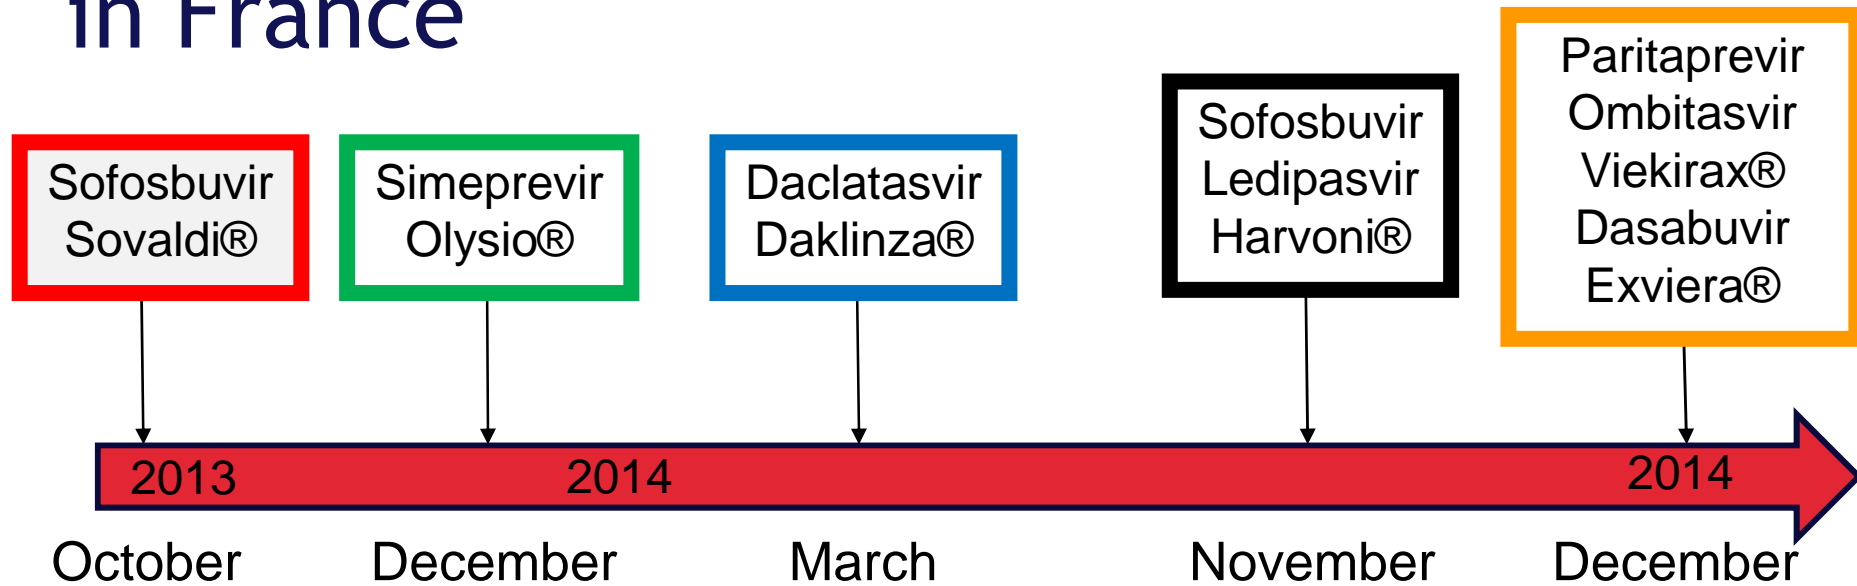 in France
Sofosbuvir
Sovaldi®
Simeprevir
Olysio®
Daclatasvir
Daklinza®
Sofosbuvir
Ledipasvir
Harvoni®
Paritaprevir
Ombitasvir
Viekirax®
Dasabuvir
Exviera®
2013
2014
2014
October
December
March
November
December